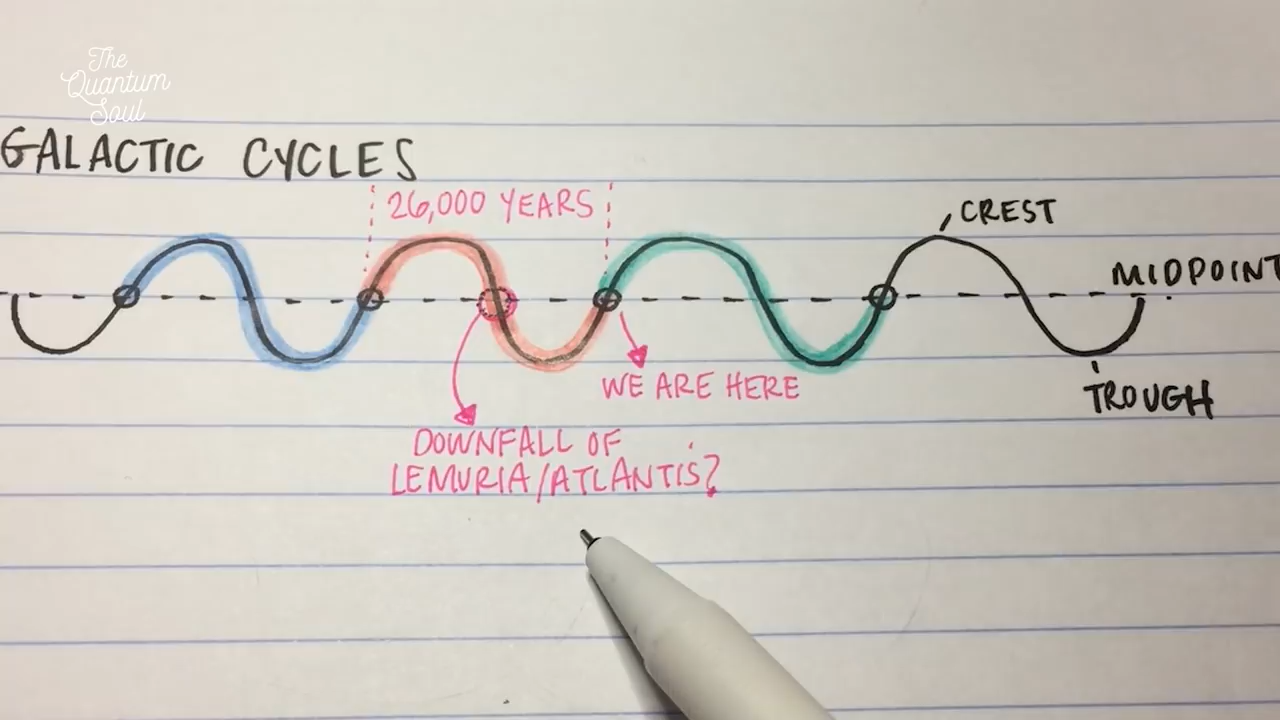 The
Quantum
Soul
GALACTIC CYCLES
26,000 YEARS
CREST
MIDPOINT
WE ARE HERE
TROUGH
DOWNFALL OF
LEMURIA/ATLANTIS?